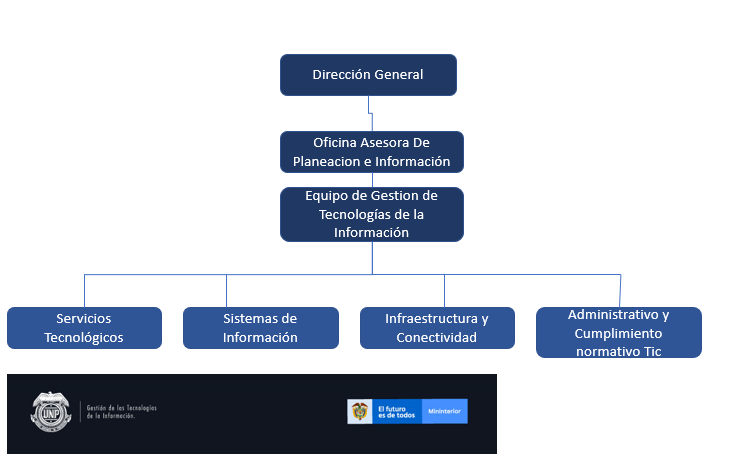 Dirección General
Oficina Asesora De
Planeacion e Información
Equipo de Gestion de
Tecnologías de la
Información
Servicios
Tecnológicos
Sistemas de
Información
Infraestructura y
Conectividad
Administrativo y
Cumplimiento
normativo Tic
UNP
Gestión de las Tecnologías
de la Información.
El futuro
es de todos
Mininterior